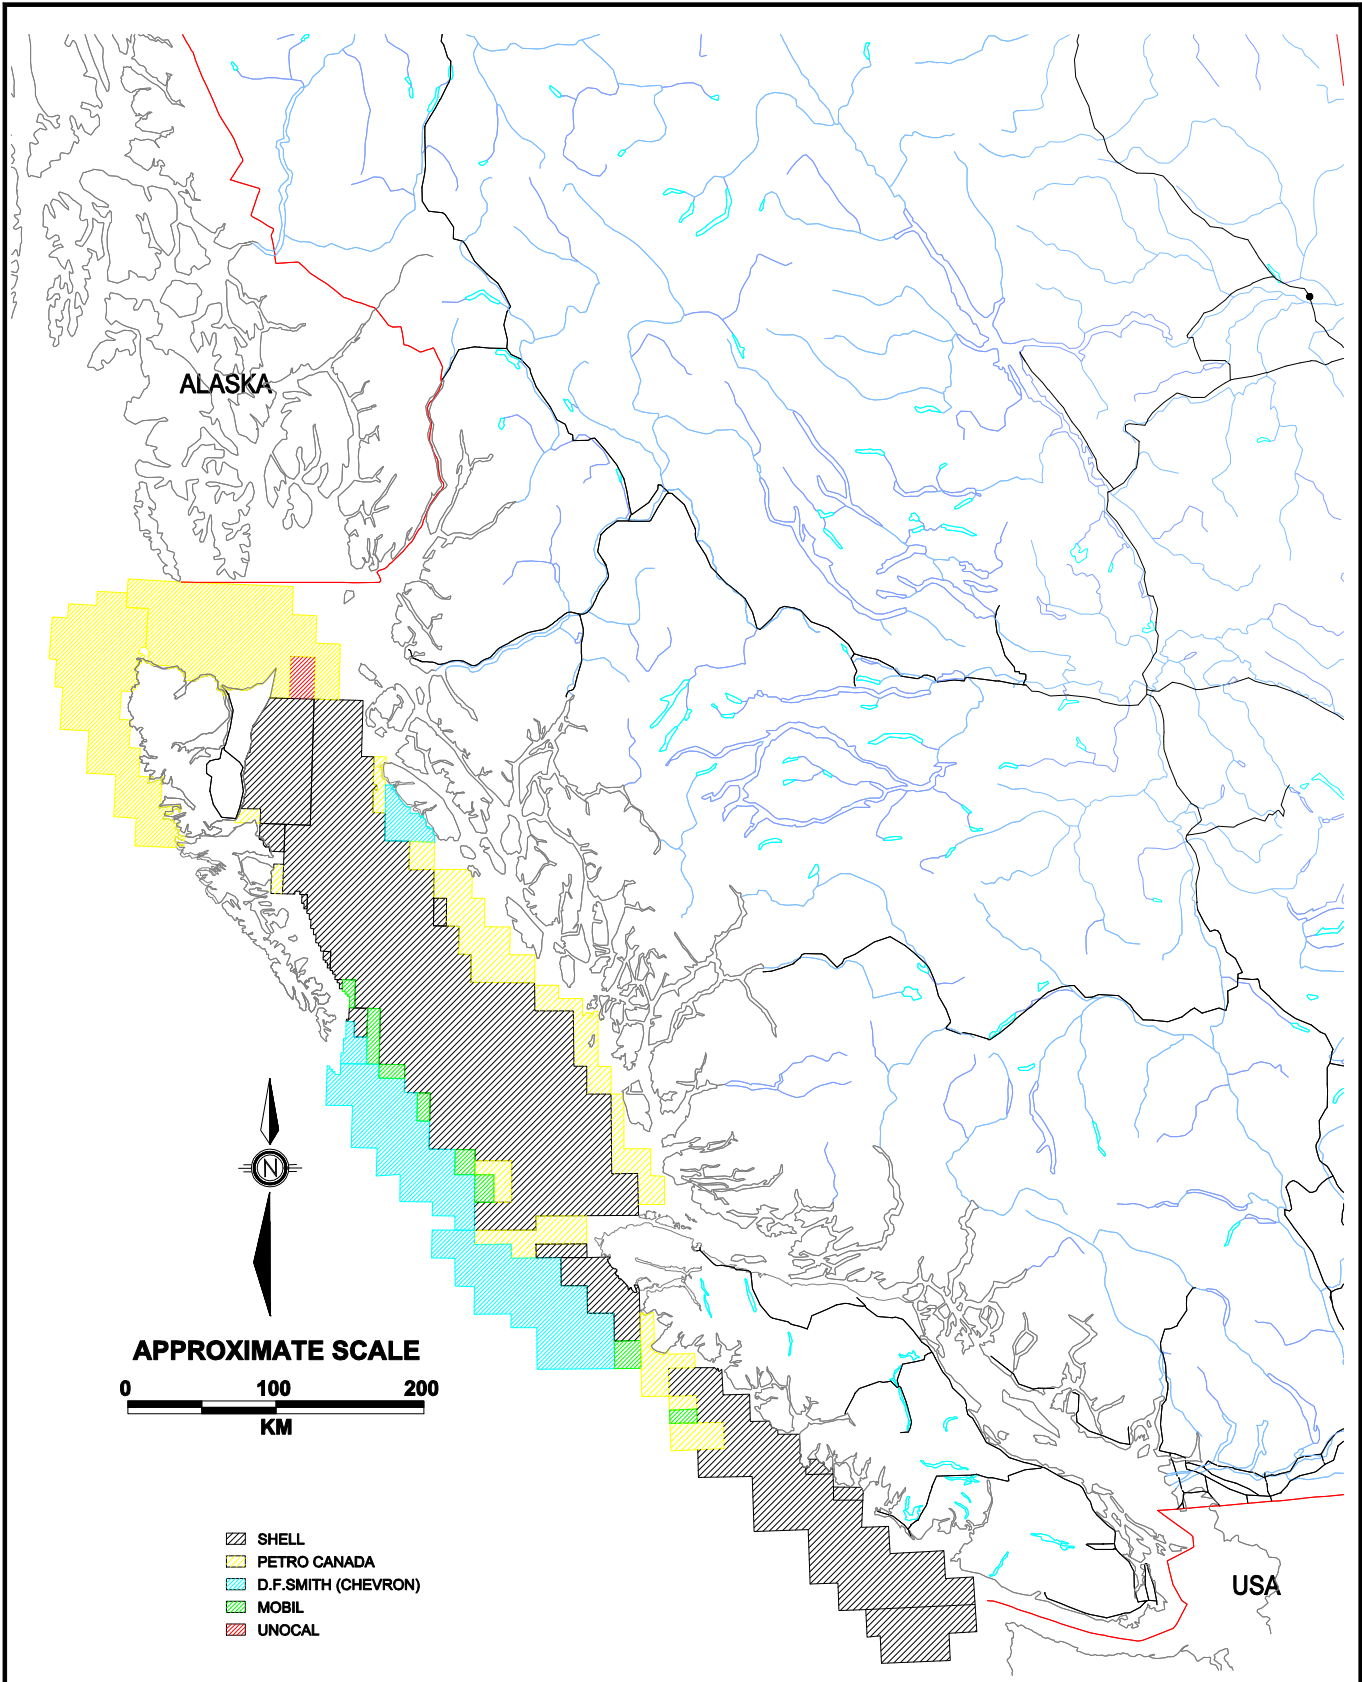 ALASKA
N
APPROXIMATE SCALE
0 100 200
KM
SHELL
PETRO CANADA
D.F.SMITH (CHEVRON)
MOBIL
UNOCAL
USA